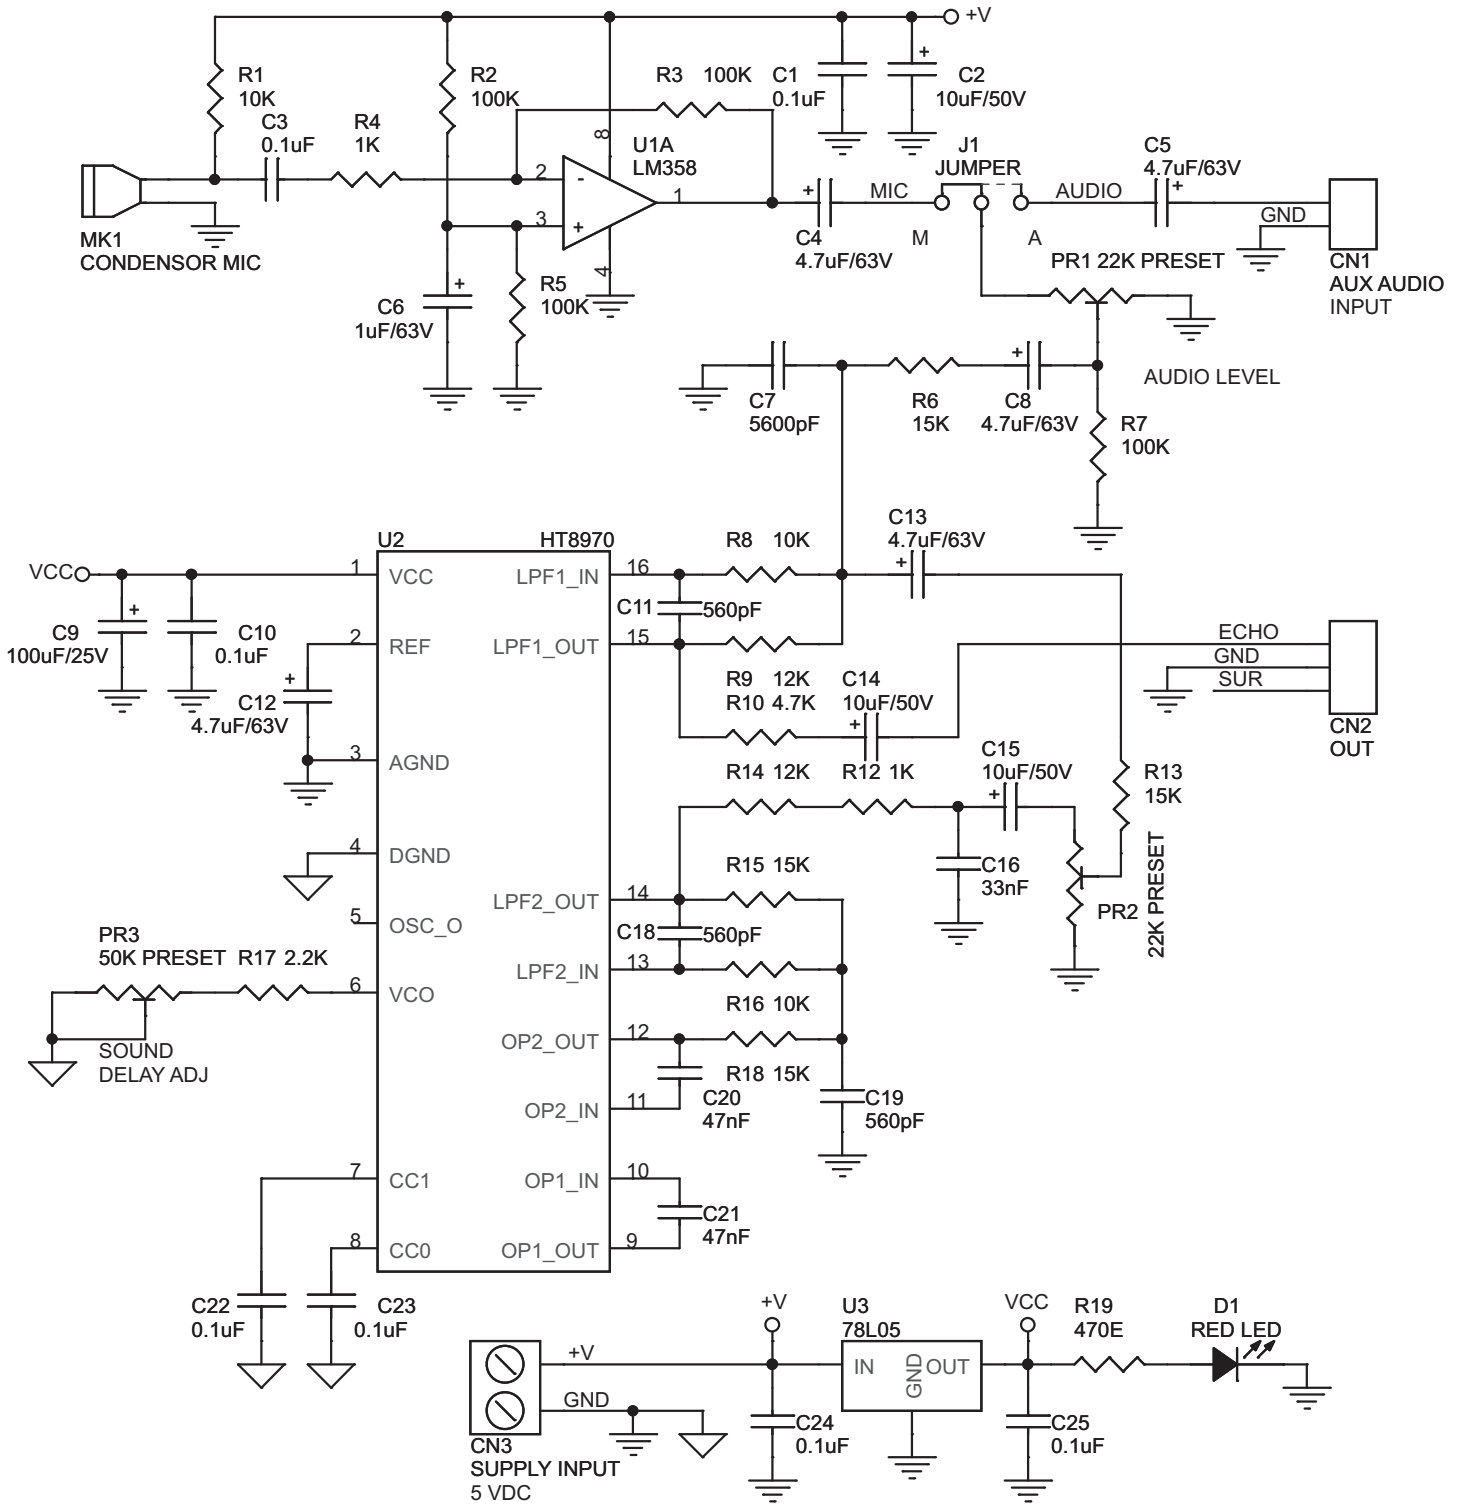 +V
R1
10K
R2
100K
R3 100K
C1
0.1uF
+
C2
10uF/50V
C3
0.1uF
R4
1K
8
U1A
LM358
2
-
3
+
1
4
MK1
CONDENSOR MIC
+
C6
1uF/63V
R5
100K
+
C4
4.7uF/63V
MIC
J1
JUMPER
M
A
AUDIO
C5
4.7uF/63V
+
GND
CN1
AUX AUDIO
INPUT
PR1 22K PRESET
AUDIO LEVEL
C7
5600pF
R6
15K
+
C8
4.7uF/63V
R7
100K
U2
HT8970
VCC
1
VCC
+
C9
100uF/25V
C10
0.1uF
2
REF
+
C12
4.7uF/63V
3
AGND
4
DGND
5
OSC_O
PR3
50K PRESET
R17 2.2K
6
VCO
SOUND
DELAY ADJ
7
CC1
8
CC0
C22
0.1uF
C23
0.1uF
LPF1_IN
16
R8 10K
C11
560pF
LPF1_OUT
15
R9 12K
R10 4.7K
C13
4.7uF/63V
+
C14
10uF/50V
+
ECHO
GND
SUR
CN2
OUT
R14 12K
R12 1K
C15
10uF/50V
+
R13
15K
C16
33nF
PR2
22K PRESET
LPF2_OUT
14
R15 15K
C18
560pF
LPF2_IN
13
R16 10K
OP2_OUT
12
R18 15K
C20
47nF
C19
560pF
OP2_IN
11
OP1_IN
10
C21
47nF
OP1_OUT
9
+V
GND
CN3
SUPPLY INPUT
5 VDC
+V
C24
0.1uF
U3
78L05
IN
GND
OUT
VCC
C25
0.1uF
R19
470E
D1
RED LED